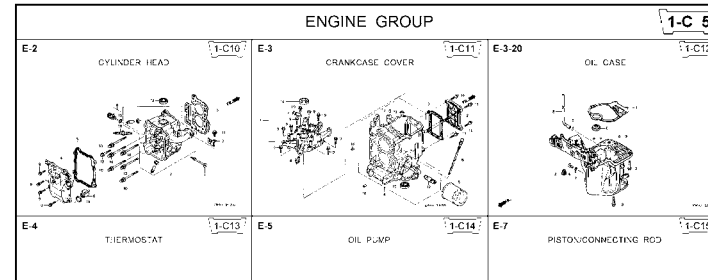 ENGINE GROUP
1-C 5
E-2
1-C10
CYLINDER HEAD
E-3
1-C11
CRANKCASE COVER
E-3-20
1-C12
OIL CASE
E-4
1-C13
THERMOSTAT
E-5
1-C14
OIL PUMP
E-7
1-C15
PISTON/CONNECTING ROD